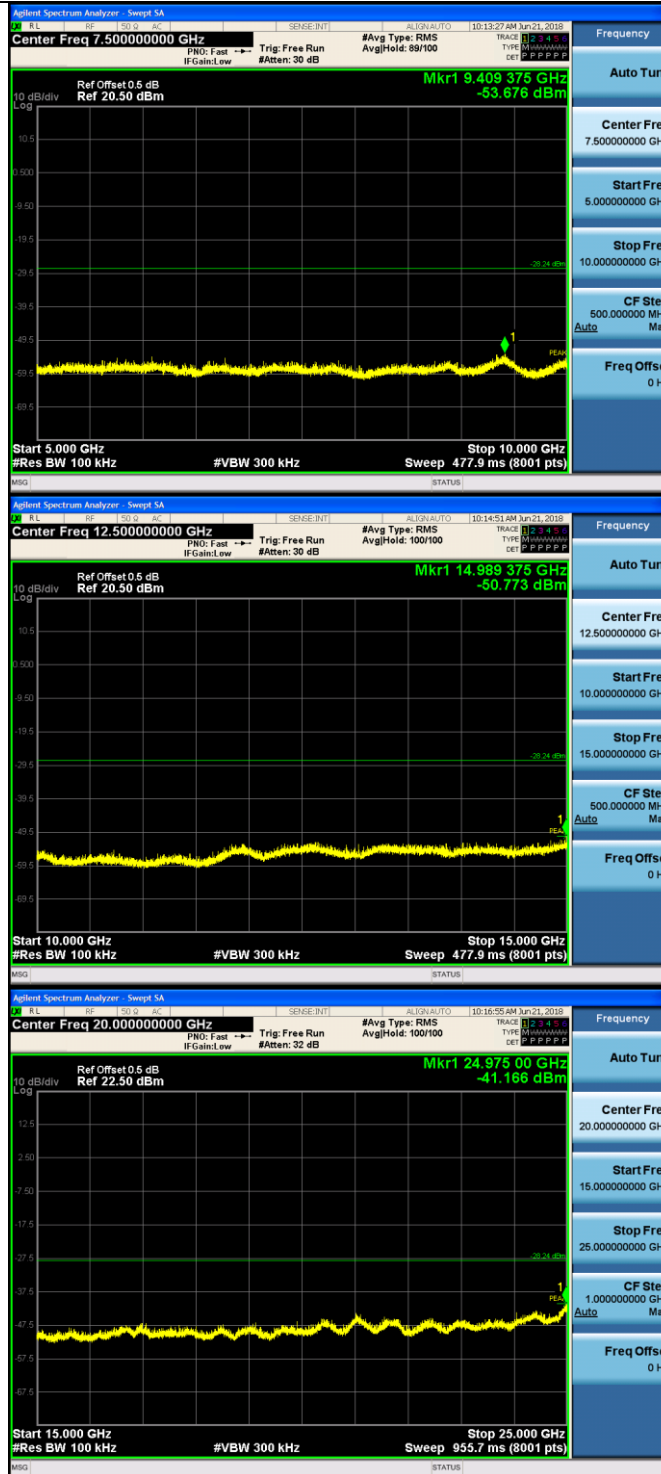 Agilent Spectrum Analyzer - Swept SA
RL RF 50 Ω AC SENSE:INT ALIGNAUTO 10:13:27 AM Jun 21, 2018
Center Freq 7.500000000 GHz #Avg Type: RMS TRACE 1 2 3 4 5 6 Frequency
PNO: Fast Trig: Free Run Avg|Hold: 89/100 TYPE M
IFGain:Low #Atten: 30 dB DET P P P P P P
Auto Tun
Mkr1 9.409 375 GHz
Ref Offset 0.5 dB
10 dB/div Ref 20.50 dBm -53.676 dBm
Log
Center Fre
7.500000000 GH
10.5
0.500
Start Fre
5.000000000 GH
-9.50
-19.5
Stop Fre
10.000000000 GH
-28.24 dBm
-29.5
CF Ste
500.000000 MH
Auto Ma
-39.5
-49.5
1
PEAK
Freq Offs
0 H
-59.5
-69.5
Start 5.000 GHz Stop 10.000 GHz
#Res BW 100 kHz #VBW 300 kHz Sweep 477.9 ms (8001 pts)
MSG STATUS
Agilent Spectrum Analyzer - Swept SA
RL RF 50 Ω AC SENSE:INT ALIGNAUTO 10:14:51 AM Jun 21, 2018
Center Freq 12.500000000 GHz #Avg Type: RMS TRACE 1 2 3 4 5 6 Frequency
PNO: Fast Trig: Free Run Avg|Hold: 100/100 TYPE M
IFGain:Low #Atten: 30 dB DET P P P P P P
Auto Tun
Mkr1 14.989 375 GHz
Ref Offset 0.5 dB
10 dB/div Ref 20.50 dBm -50.773 dBm
Log
Center Fre
12.500000000 GH
10.5
0.500
Start Fre
10.000000000 GH
-9.50
-19.5
Stop Fre
15.000000000 GH
-28.24 dBm
-29.5
CF Ste
500.000000 MH
Auto Ma
-39.5
1
PEAK
-49.5
Freq Offs
0 H
-59.5
-69.5
Start 10.000 GHz Stop 15.000 GHz
#Res BW 100 kHz #VBW 300 kHz Sweep 477.9 ms (8001 pts)
MSG STATUS
Agilent Spectrum Analyzer - Swept SA
RL RF 50 Ω AC SENSE:INT ALIGNAUTO 10:16:55 AM Jun 21, 2018
Center Freq 20.000000000 GHz #Avg Type: RMS TRACE 1 2 3 4 5 6 Frequency
PNO: Fast Trig: Free Run Avg|Hold: 100/100 TYPE M
IFGain:Low #Atten: 32 dB DET P P P P P P
Auto Tun
Mkr1 24.975 00 GHz
Ref Offset 0.5 dB
10 dB/div Ref 22.50 dBm -41.166 dBm
Log
Center Fre
20.000000000 GH
12.5
2.50
Start Fre
15.000000000 GH
-7.50
-17.5
Stop Fre
25.000000000 GH
-28.24 dBm
-27.5
CF Ste
1.000000000 GH
Auto Ma
1
PEAK
-37.5
-47.5
Freq Offs
0 H
-57.5
-67.5
Start 15.000 GHz Stop 25.000 GHz
#Res BW 100 kHz #VBW 300 kHz Sweep 955.7 ms (8001 pts)
MSG STATUS